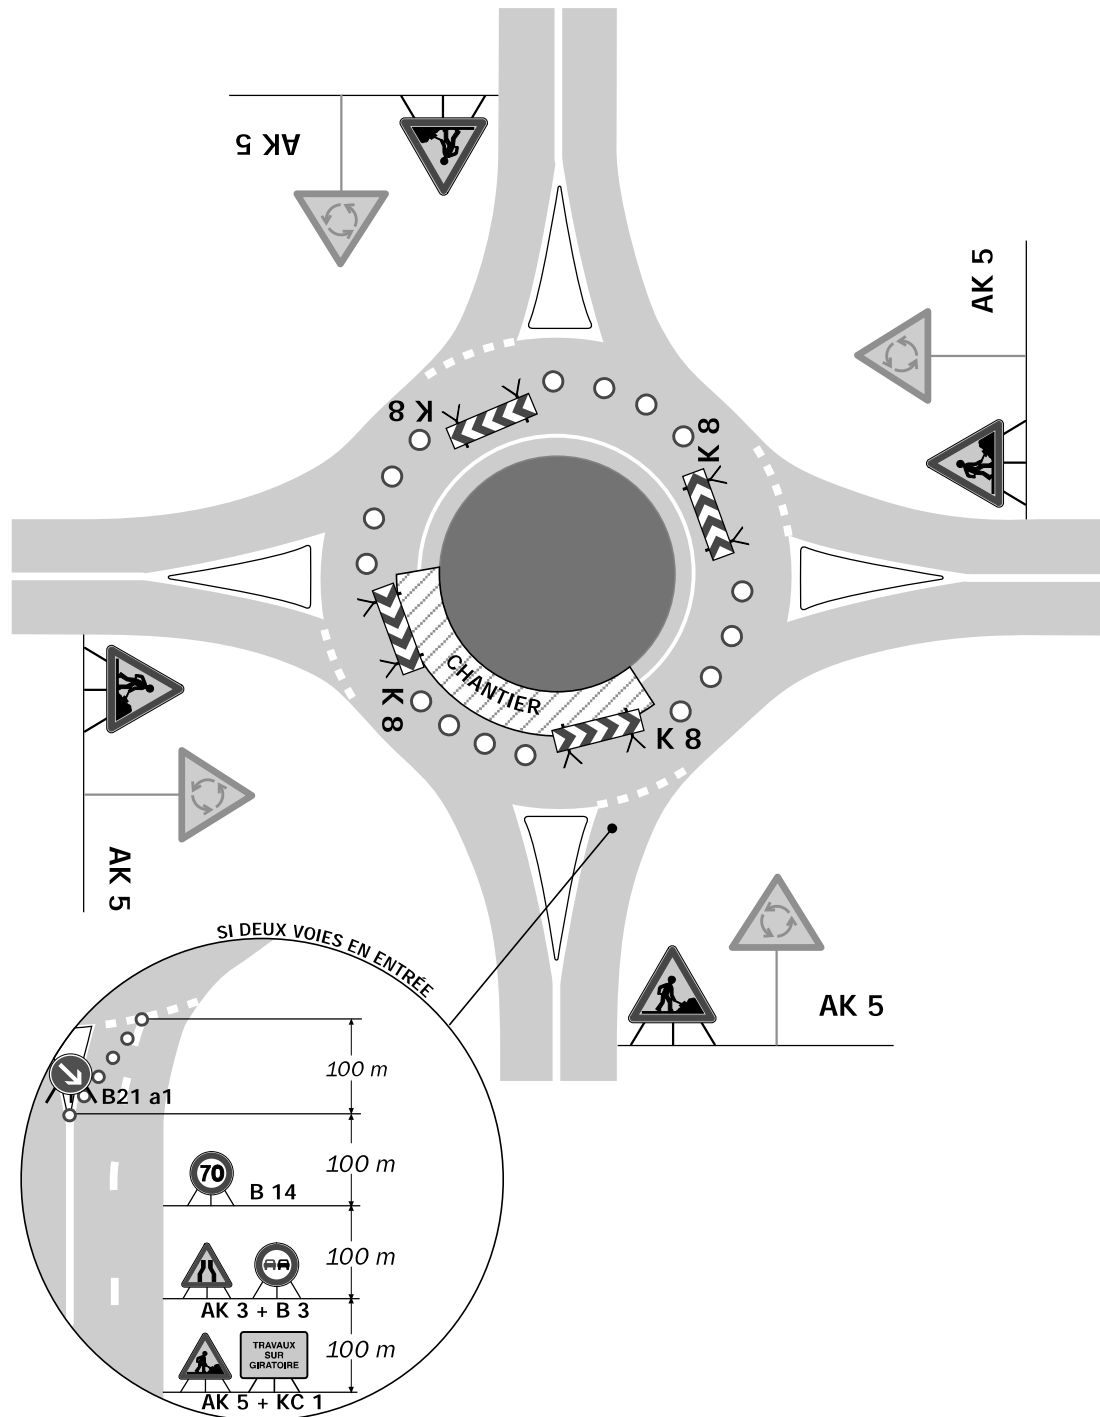 AK 5
AK 5
K 8
K 8
CHANTIER
K 8
K 8
AK 5
SI DEUX VOIES EN ENTRÉE
AK 5
100 m
B21 a1
100 m
70
B 14
100 m
AK 3 + B 3
TRAVAUX
SUR
GIRATOIRE
100 m
AK 5 + KC 1